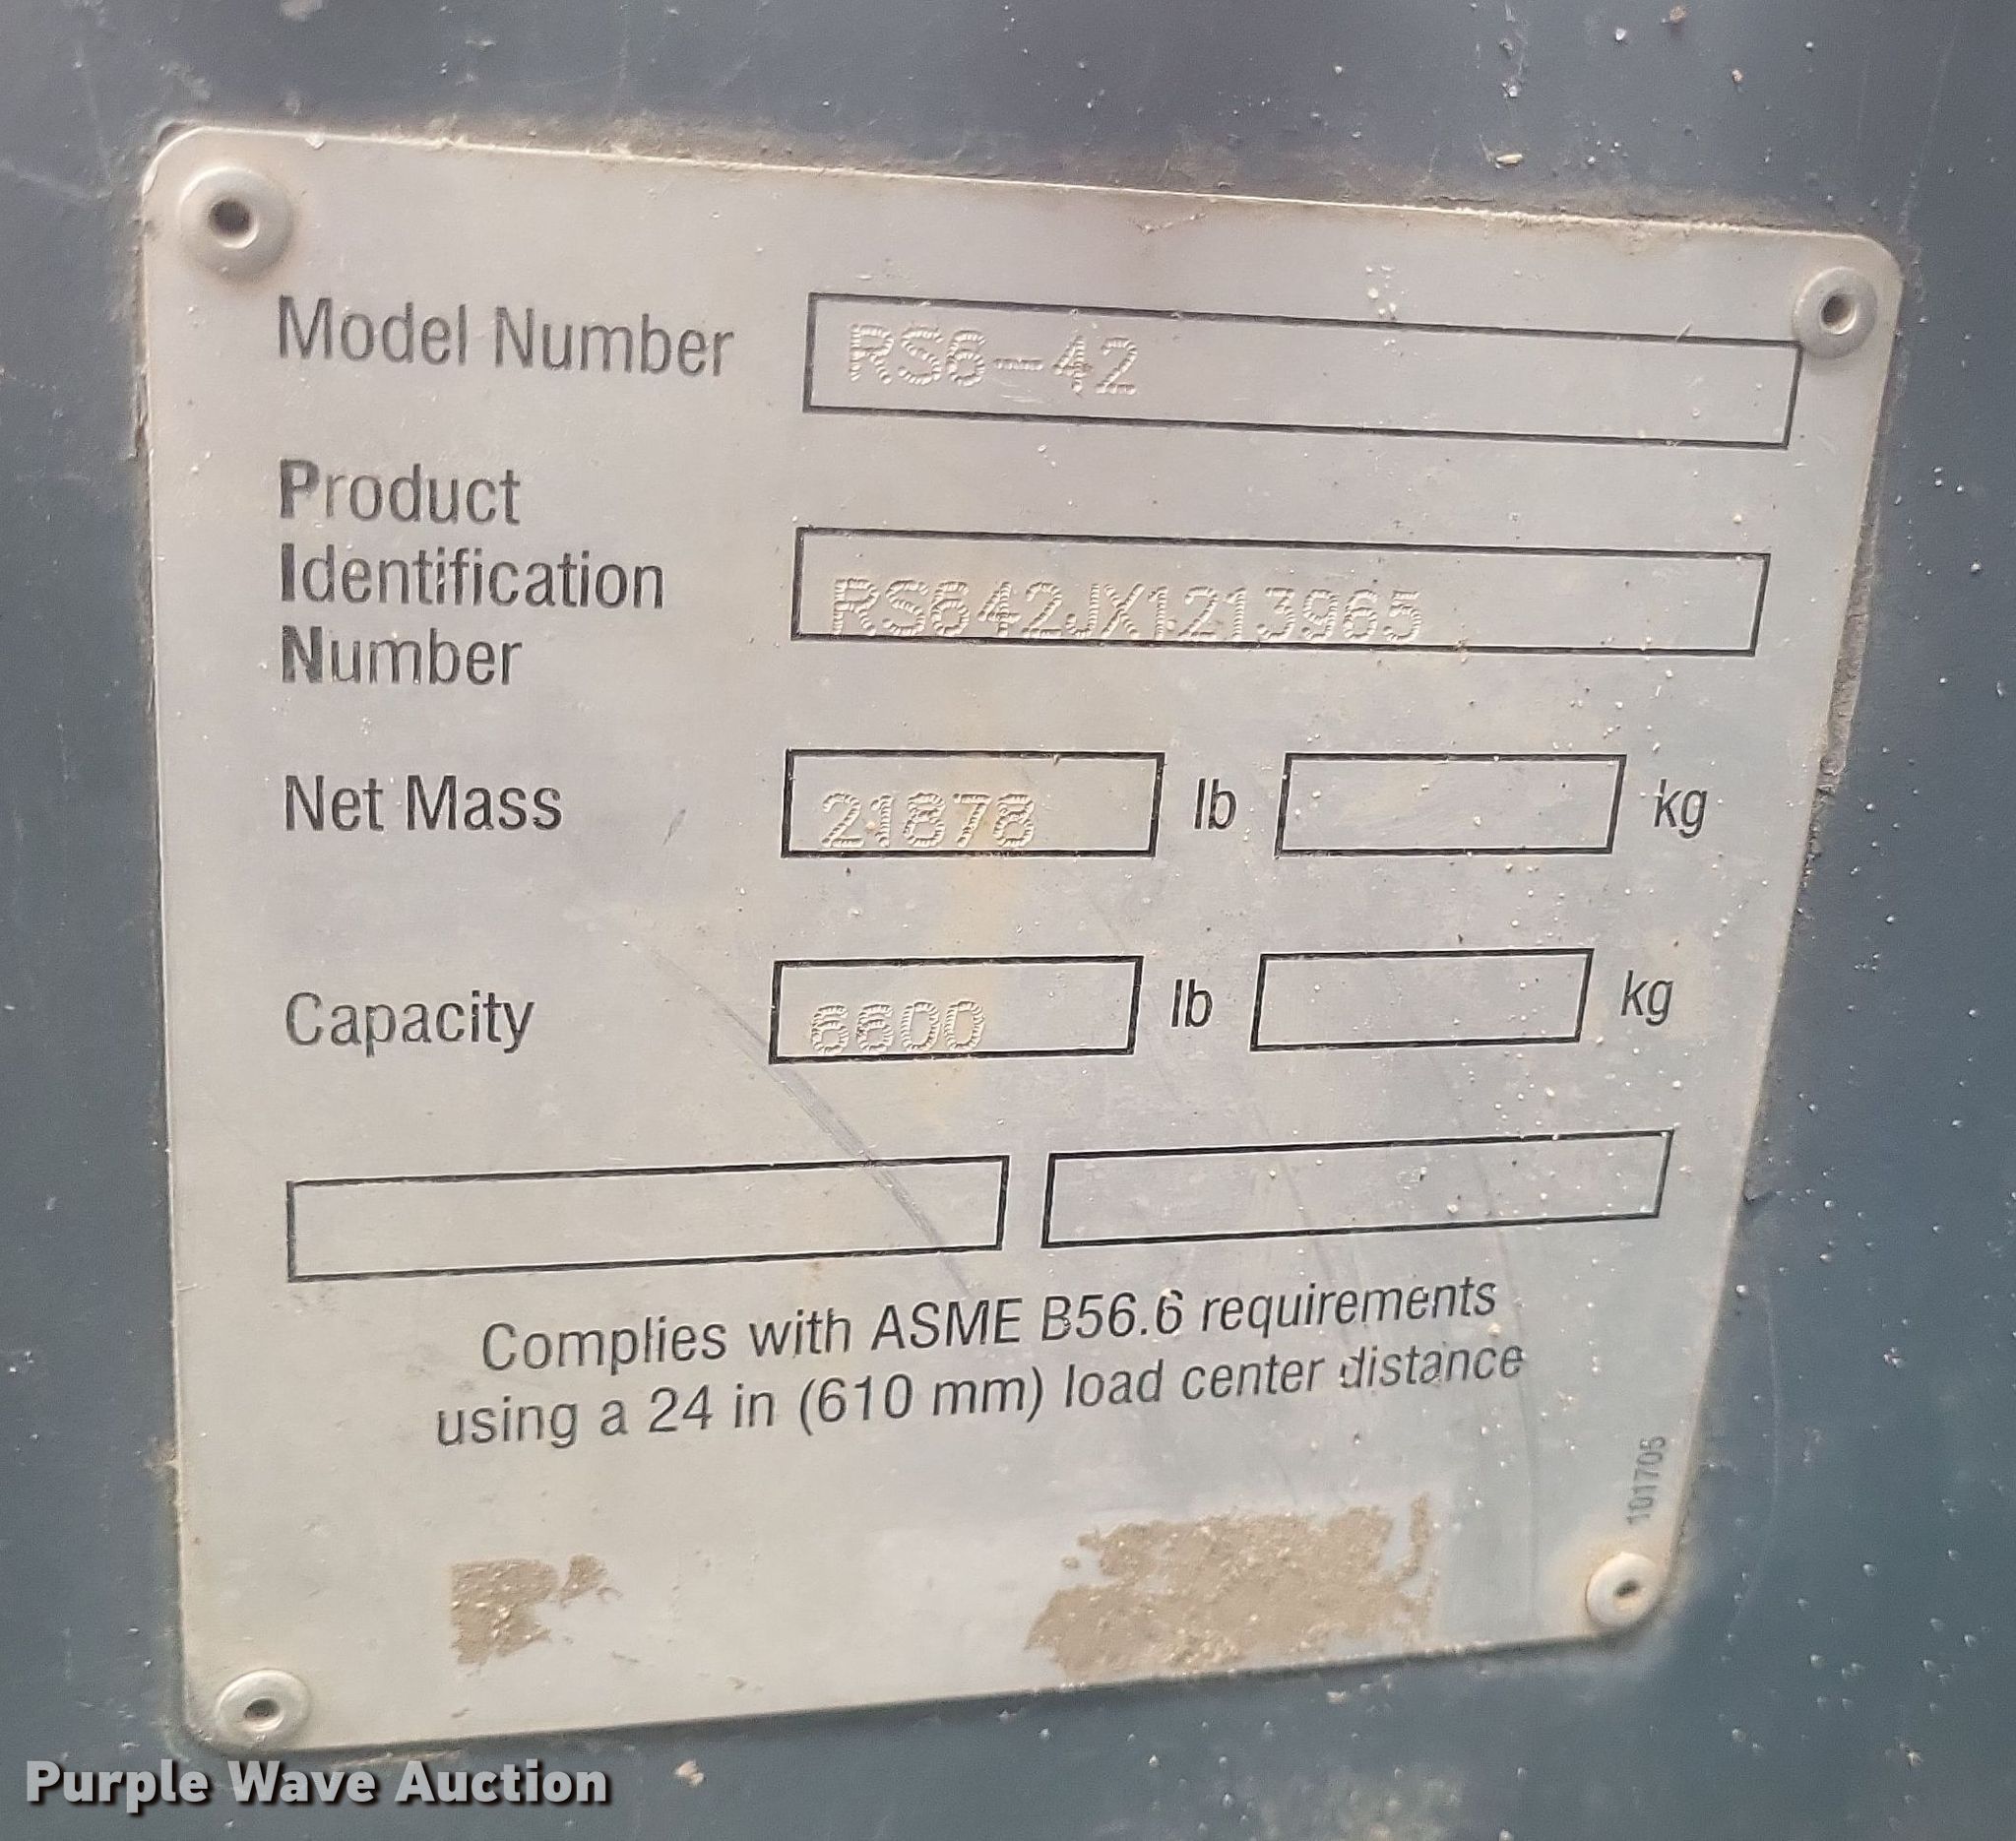 Model Number RS6-42
Product
Identification
Number RS642JX1213965
Net Mass 21878 lb kg
Capacity 6600 lb kg
Complies with ASME B56.6 requirements
using a 24 in (610 mm) load center distance
101705
Purple Wave Auction